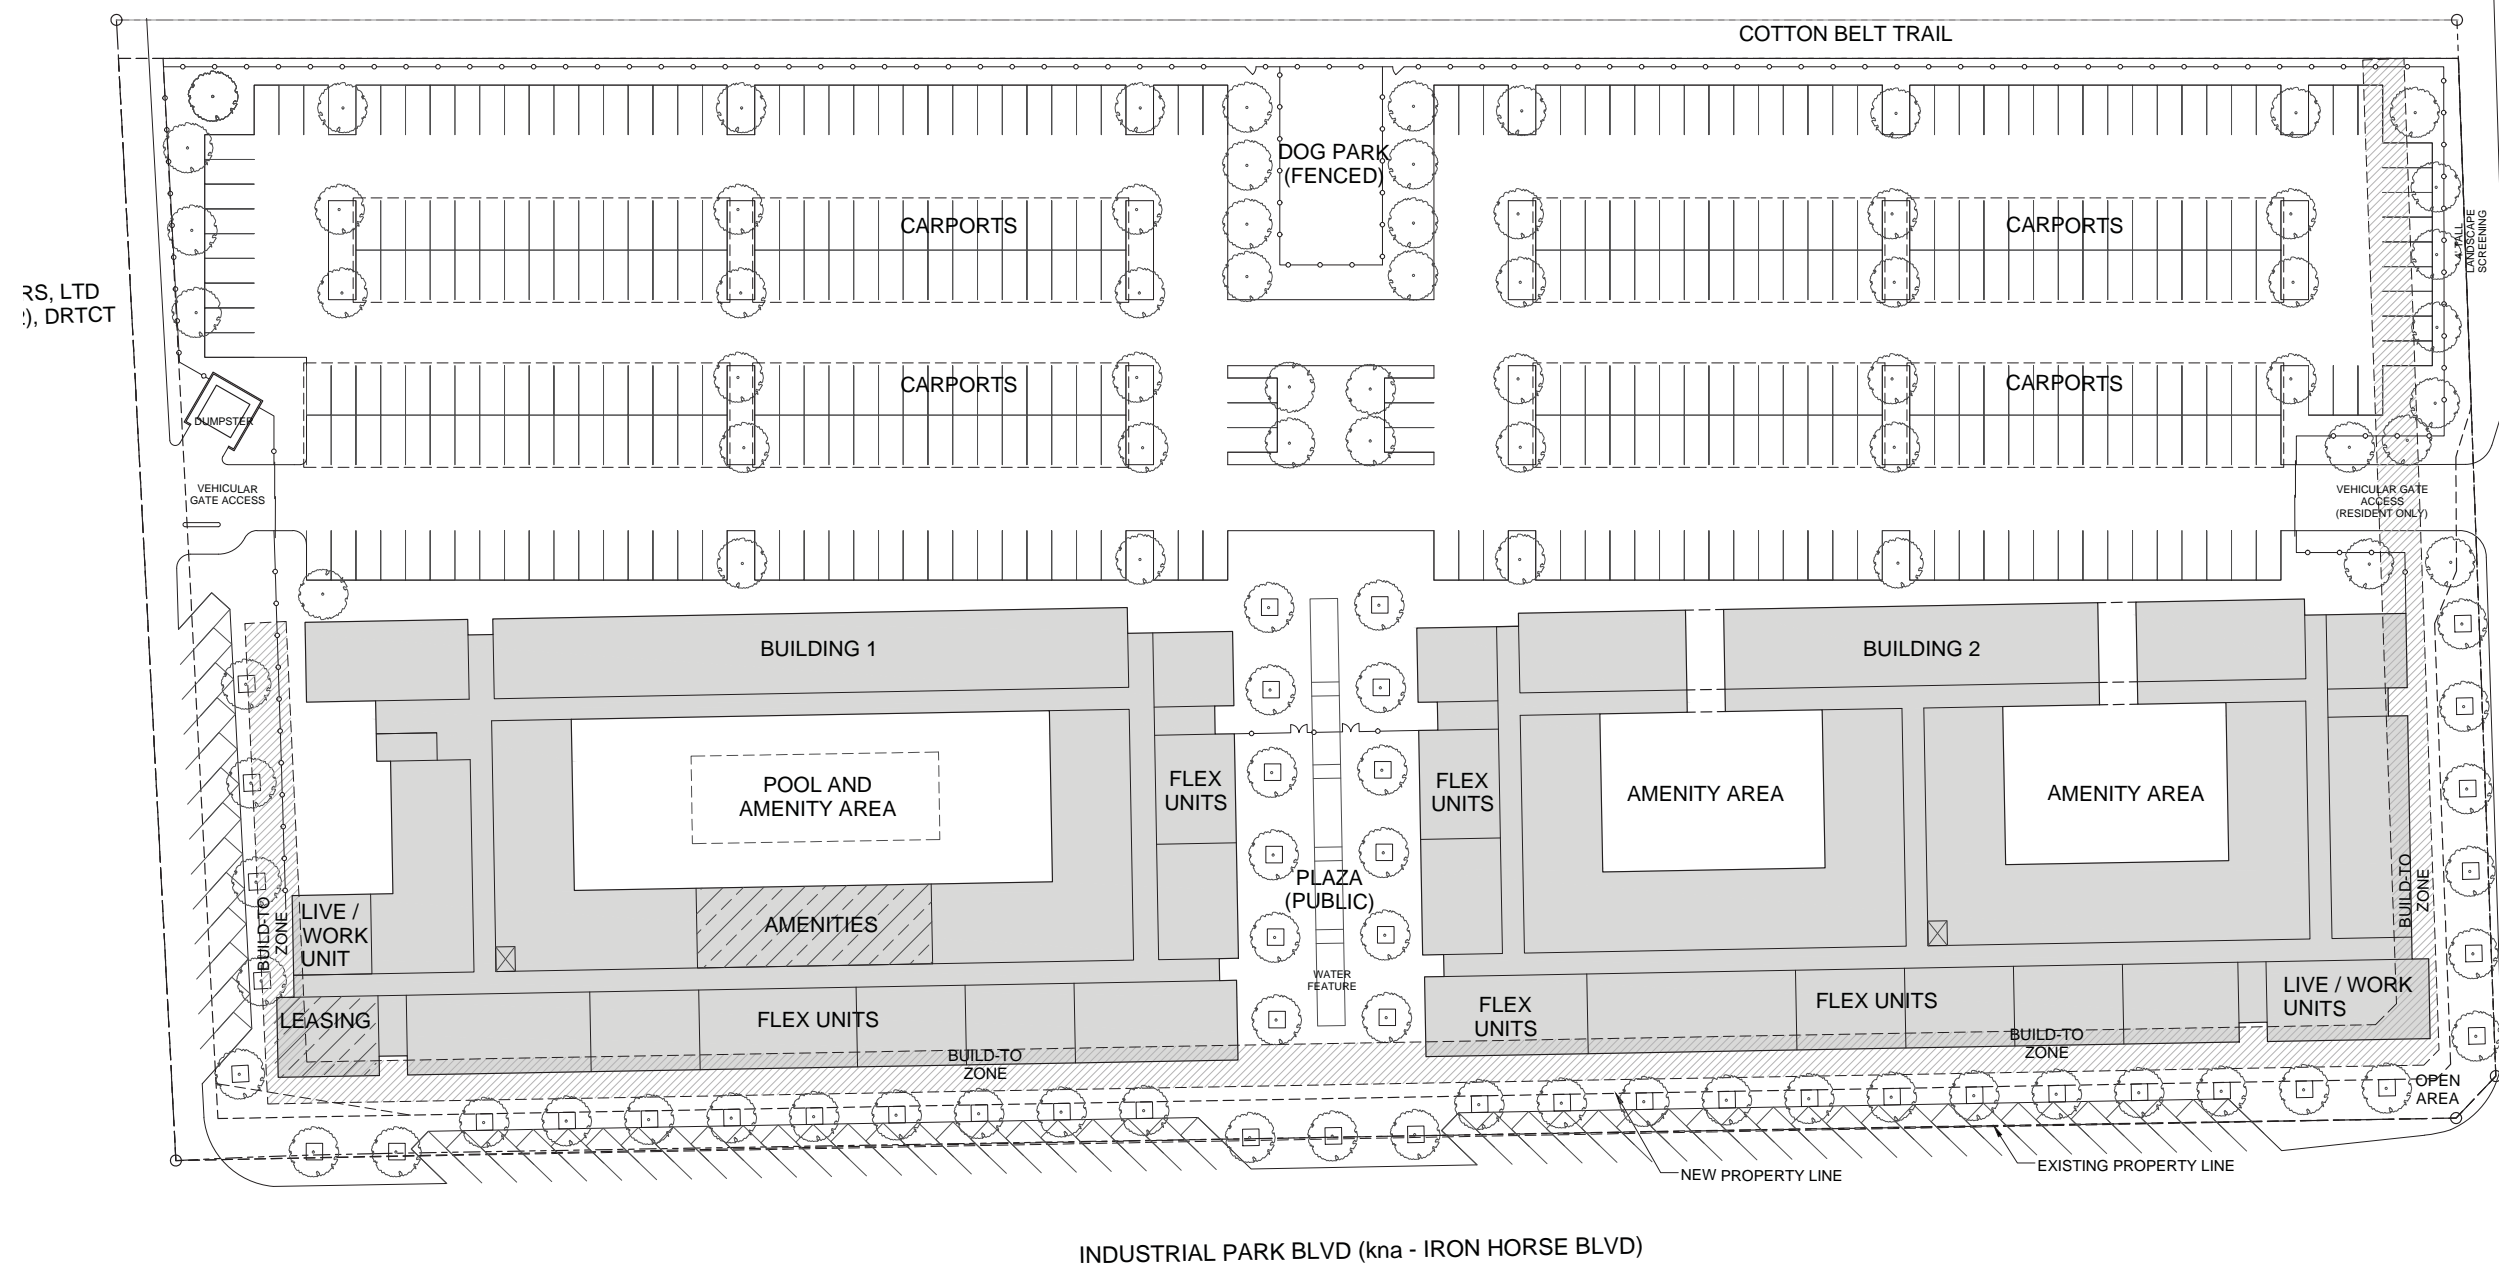 COTTON BELT TRAIL
DOG PARK
(FENCED)
CARPORTS
CARPORTS
4' TALL
LANDSCAPE
SCREENING
RS, LTD
), DRTCT
CARPORTS
CARPORTS
DUMPSTER
VEHICULAR
GATE ACCESS
VEHICULAR GATE
ACCESS
(RESIDENT ONLY)
BUILDING 1
BUILDING 2
FLEX
UNITS
FLEX
UNITS
POOL AND
AMENITY AREA
AMENITY AREA
AMENITY AREA
PLAZA
(PUBLIC)
BUILD-TO
ZONE
LIVE /
WORK
UNIT
AMENITIES
BUILD-TO
ZONE
WATER
FEATURE
LEASING
FLEX UNITS
FLEX
UNITS
FLEX UNITS
LIVE / WORK
UNITS
BUILD-TO
ZONE
BUILD-TO
ZONE
OPEN
AREA
NEW PROPERTY LINE
EXISTING PROPERTY LINE
INDUSTRIAL PARK BLVD (kna - IRON HORSE BLVD)